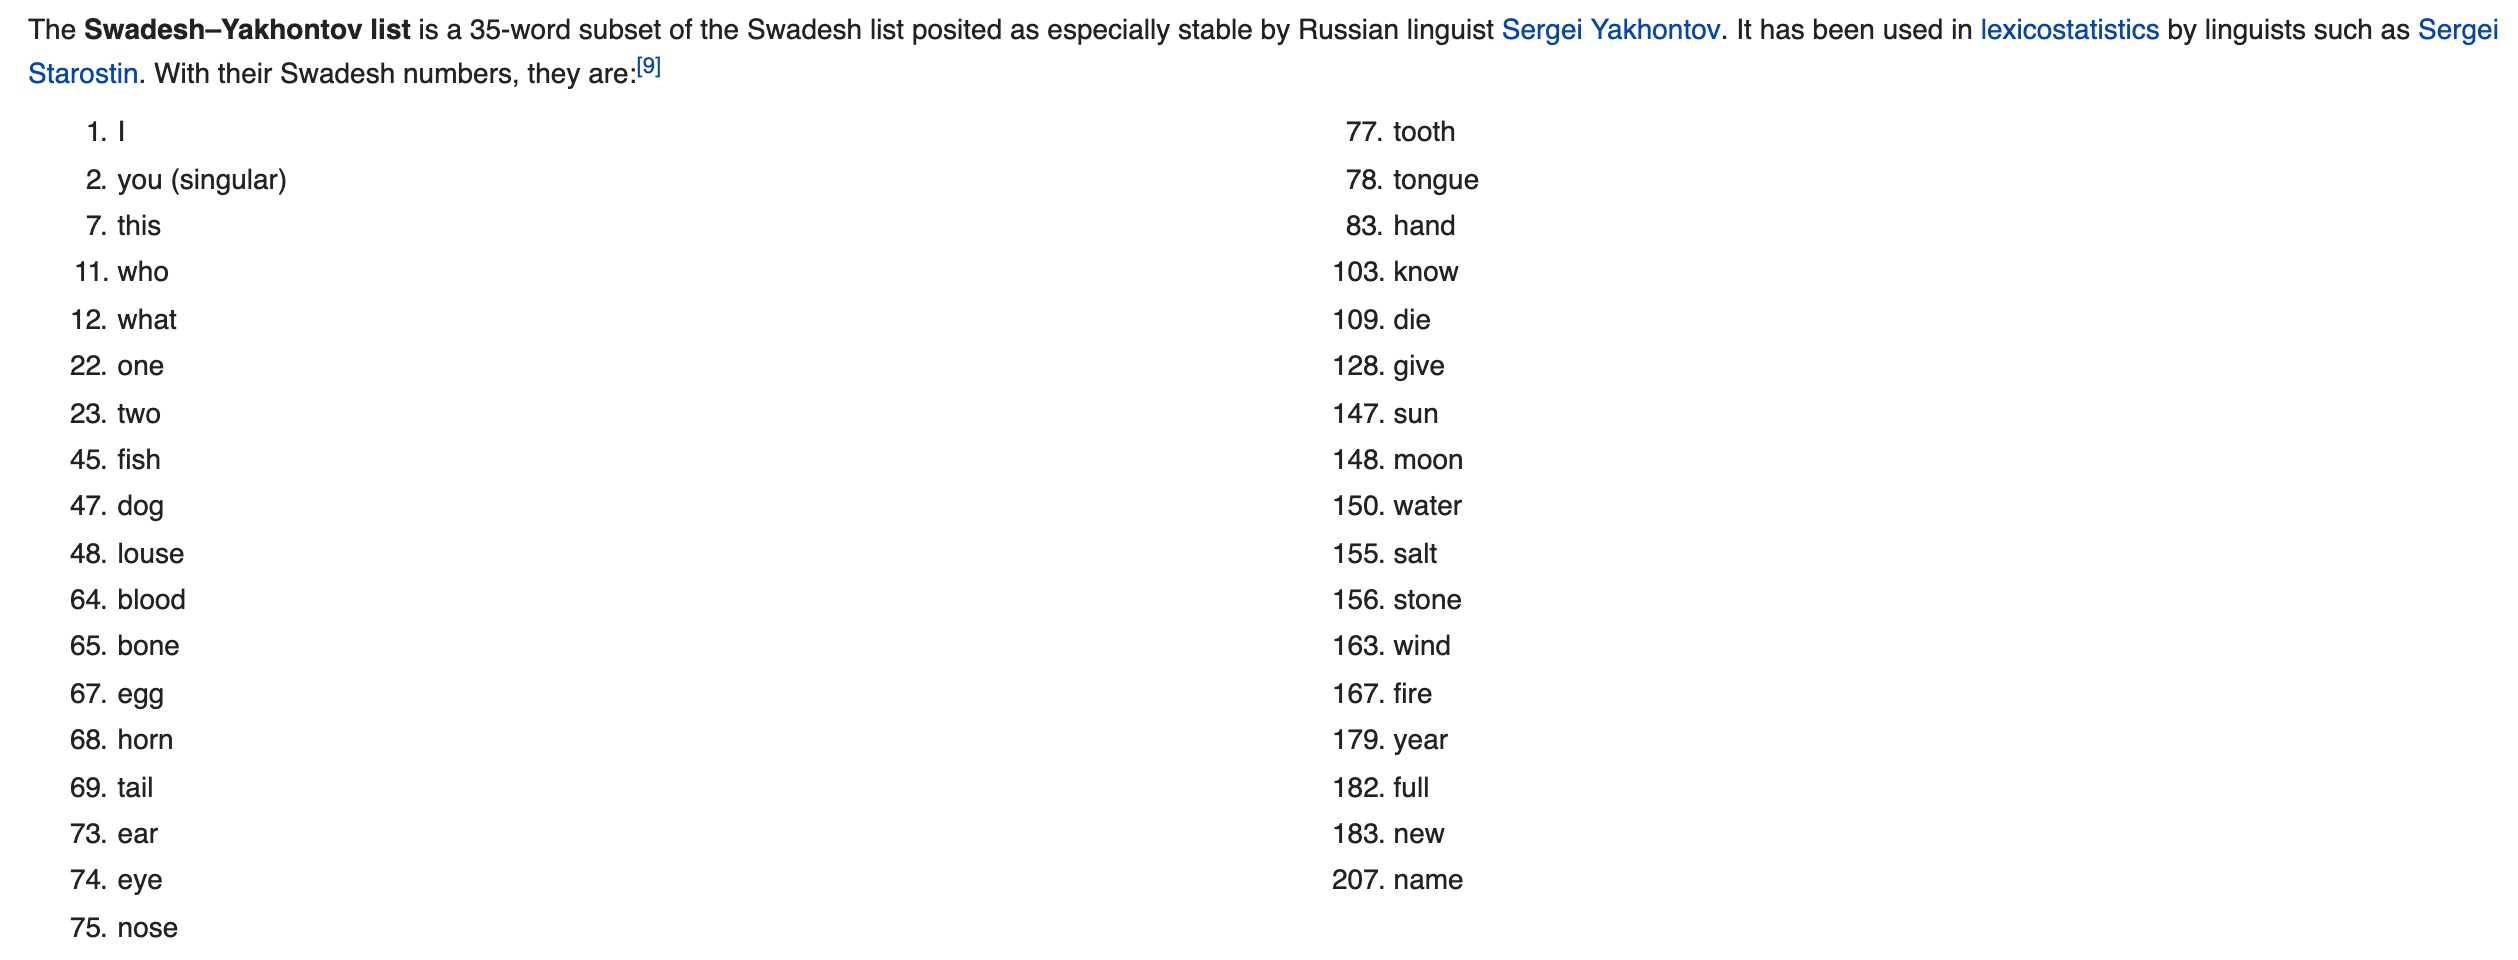 The Swadesh–Yakhontov list is a 35-word subset of the Swadesh list posited as especially stable by Russian linguist Sergei Yakhontov. It has been used in lexicostatistics by linguists such as Sergei
Starostin. With their Swadesh numbers, they are:[9]
1. I
2. you (singular)
7. this
11. who
12. what
22. one
23. two
45. fish
47. dog
48. louse
64. blood
65. bone
67. egg
68. horn
69. tail
73. ear
74. eye
75. nose
77. tooth
78. tongue
83. hand
103. know
109. die
128. give
147. sun
148. moon
150. water
155. salt
156. stone
163. wind
167. fire
179. year
182. full
183. new
207. name